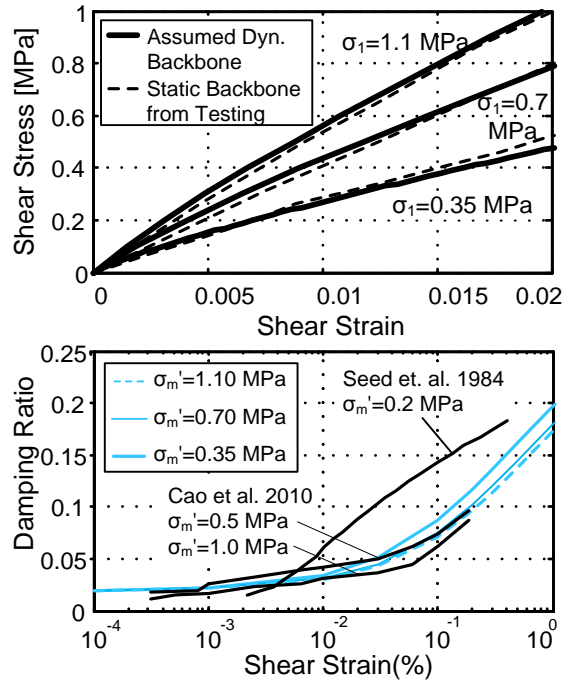 Shear Stress [MPa]
1
0.8
0.6
0.4
0.2
0
Assumed Dyn.
Backbone
Static Backbone
from Testing
σ1=1.1 MPa
σ1=0.7
MPa
σ1=0.35 MPa
0 0.005 0.01 0.015 0.02
Shear Strain
Damping Ratio
0.25
0.2
0.15
0.1
0.05
0
σm'=1.10 MPa
σm'=0.70 MPa
σm'=0.35 MPa
Seed et. al. 1984
σm'=0.2 MPa
Cao et al. 2010
σm'=0.5 MPa
σm'=1.0 MPa
10^-4 10^-3 10^-2 10^-1 10^0
Shear Strain(%)